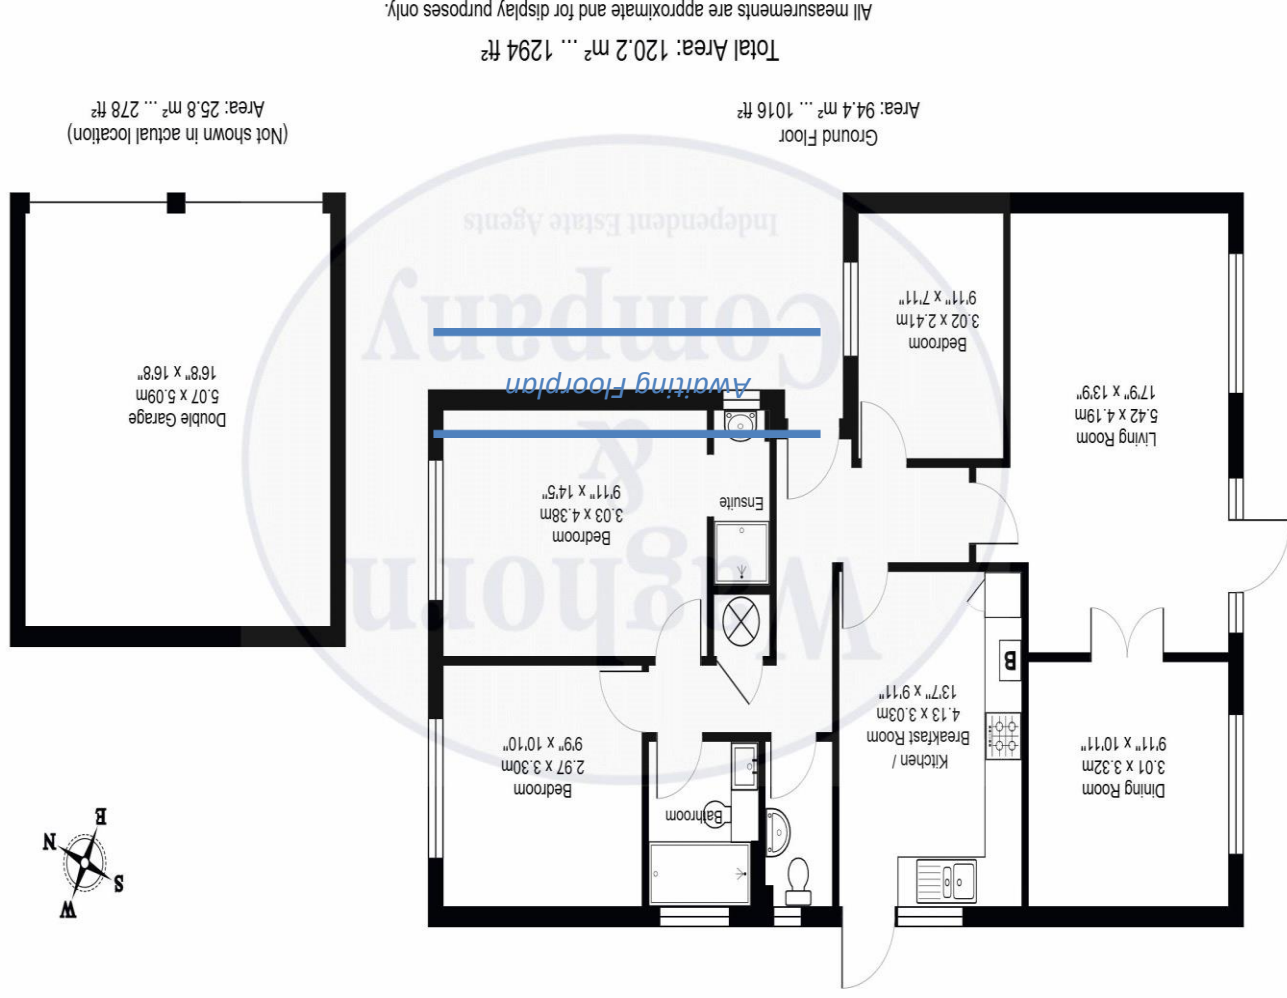 Dining Room
3.01 x 3.32m
9'11" x 10'11"
Kitchen /
Breakfast Room
4.13 x 3.03m
13'7" x 9'11"
B
Bathroom
Bedroom
2.97 x 3.30m
9'9" x 10'10"
S
W
N
E
Living Room
5.42 x 4.19m
17'9" x 13'9"
Ensuite
Bedroom
3.03 x 4.38m
9'11" x 14'5"
Double Garage
5.07 x 5.09m
16'8" x 16'8"
Bedroom
3.02 x 2.41m
9'11" x 7'11"
Awaiting Floorplan
Waghorn
&
Company
Independent Estate Agents
Ground Floor
Area: 94.4 m² ... 1016 ft²
(Not shown in actual location)
Area: 25.8 m² ... 278 ft²
Total Area: 120.2 m² ... 1294 ft²
All measurements are approximate and for display purposes only.